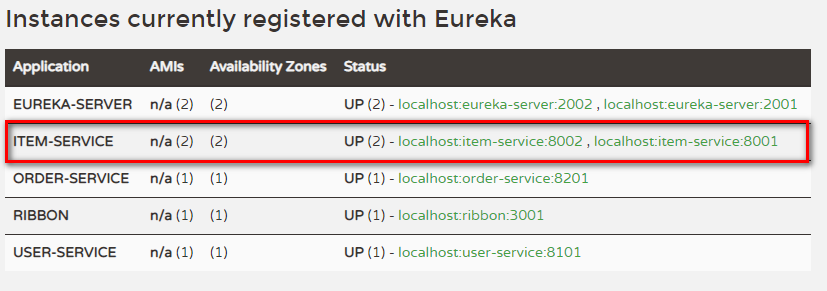 Instances currently registered with Eureka
Application AMIs Availability Zones Status
EUREKA-SERVER n/a (2) (2) UP (2) - localhost:eureka-server:2002 , localhost:eureka-server:2001
ITEM-SERVICE n/a (2) (2) UP (2) - localhost:item-service:8002 , localhost:item-service:8001
ORDER-SERVICE n/a (1) (1) UP (1) - localhost:order-service:8201
RIBBON n/a (1) (1) UP (1) - localhost:ribbon:3001
USER-SERVICE n/a (1) (1) UP (1) - localhost:user-service:8101